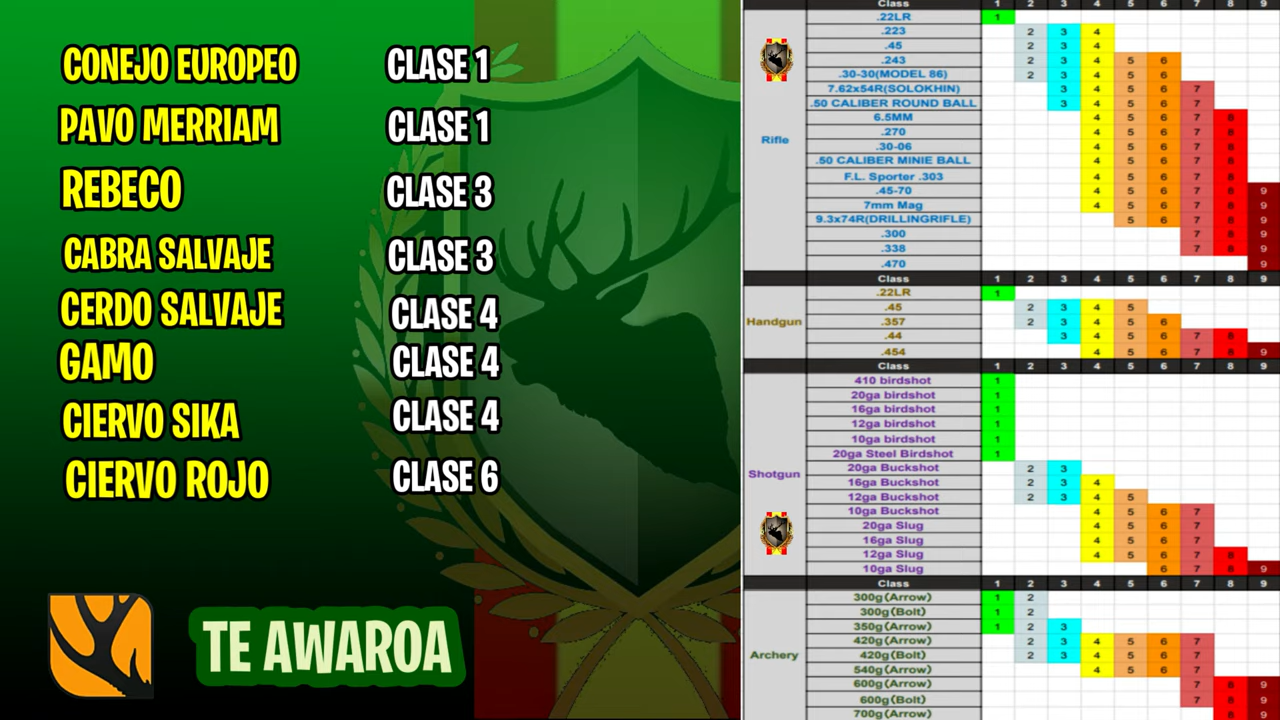 CONEJO EUROPEO CLASE 1
PAVO MERRIAM CLASE 1
REBECO CLASE 3
CABRA SALVAJE CLASE 3
CERDO SALVAJE CLASE 4
GAMO CLASE 4
CIERVO SIKA CLASE 4
CIERVO ROJO CLASE 6
TE AWAROA
Class 1 2 3 4 5 6 7 8 9
Rifle
.22LR 1
.223 2 3 4
.45 2 3 4
.243 2 3 4 5 6
.30-30(MODEL 86) 2 3 4 5 6
7.62x54R(SOLOKHIN) 3 4 5 6 7
.50 CALIBER ROUND BALL 3 4 5 6 7
6.5MM 4 5 6 7 8
.270 4 5 6 7 8
.30-06 4 5 6 7 8
.50 CALIBER MINIE BALL 4 5 6 7 8
F.L. Sporter .303 4 5 6 7 8
.45-70 4 5 6 7 8 9
7mm Mag 4 5 6 7 8 9
9.3x74R(DRILLINGRIFLE) 5 6 7 8 9
.300 7 8 9
.338 7 8 9
.470 9
Class 1 2 3 4 5 6 7 8 9
Handgun
.22LR 1
.45 2 3 4 5
.357 2 3 4 5 6
.44 3 4 5 6 7 8
.454 4 5 6 7 8 9
Class 1 2 3 4 5 6 7 8 9
Shotgun
410 birdshot 1
20ga birdshot 1
16ga birdshot 1
12ga birdshot 1
10ga birdshot 1
20ga Steel Birdshot 1
20ga Buckshot 2 3
16ga Buckshot 2 3 4
12ga Buckshot 2 3 4 5
10ga Buckshot 4 5 6 7
20ga Slug 4 5 6 7
16ga Slug 4 5 6 7
12ga Slug 4 5 6 7 8
10ga Slug 6 7 8 9
Class 1 2 3 4 5 6 7 8 9
Archery
300g(Arrow) 1 2
300g(Bolt) 1 2
350g(Arrow) 1 2 3
420g(Arrow) 2 3 4 5 6 7
420g(Bolt) 2 3 4 5 6 7
540g(Arrow) 4 5 6 7
600g(Arrow) 7 8 9
600g(Bolt) 7 8 9
700g(Arrow) 8 9